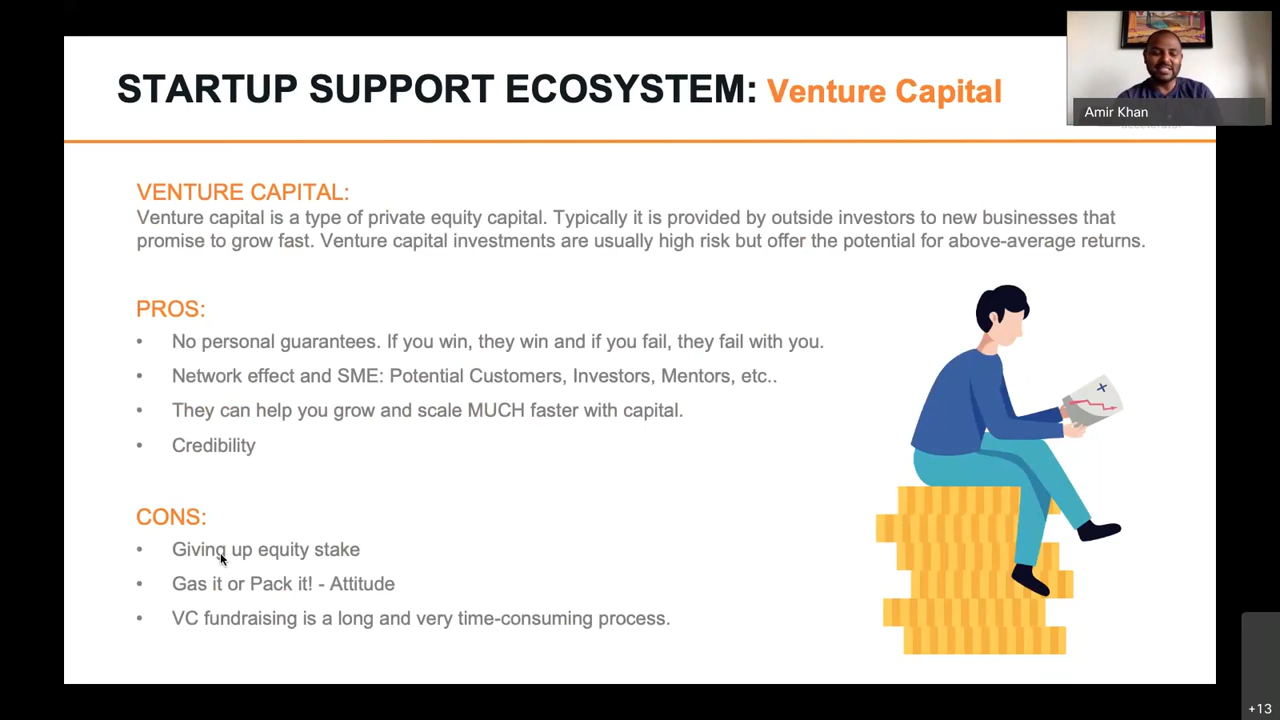 STARTUP SUPPORT ECOSYSTEM: Venture Capital
Amir Khan
VENTURE CAPITAL:
Venture capital is a type of private equity capital. Typically it is provided by outside investors to new businesses that
promise to grow fast. Venture capital investments are usually high risk but offer the potential for above-average returns.
PROS:
• No personal guarantees. If you win, they win and if you fail, they fail with you.
• Network effect and SME: Potential Customers, Investors, Mentors, etc..
• They can help you grow and scale MUCH faster with capital.
• Credibility
CONS:
• Giving up equity stake
• Gas it or Pack it! - Attitude
• VC fundraising is a long and very time-consuming process.
+13